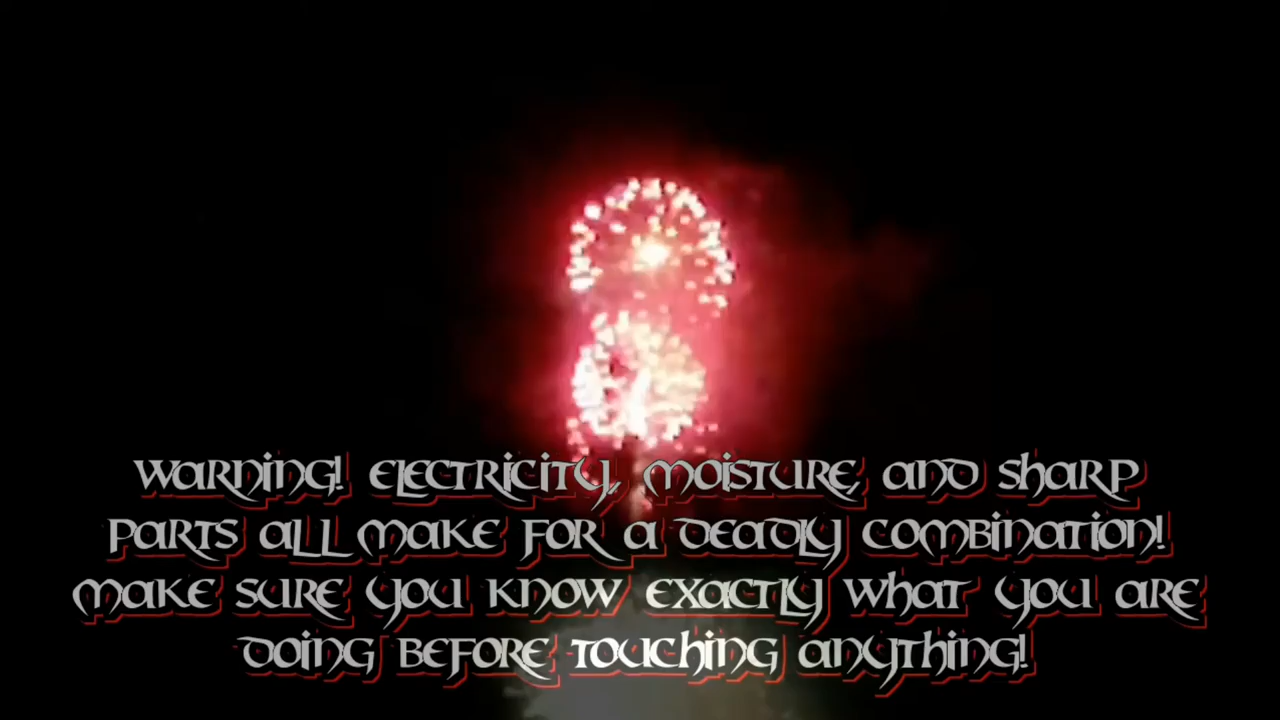 Warning! Electricity, moisture, and sharp
parts all make for a deadly combination!
Make sure you know exactly what you are
doing before touching anything!